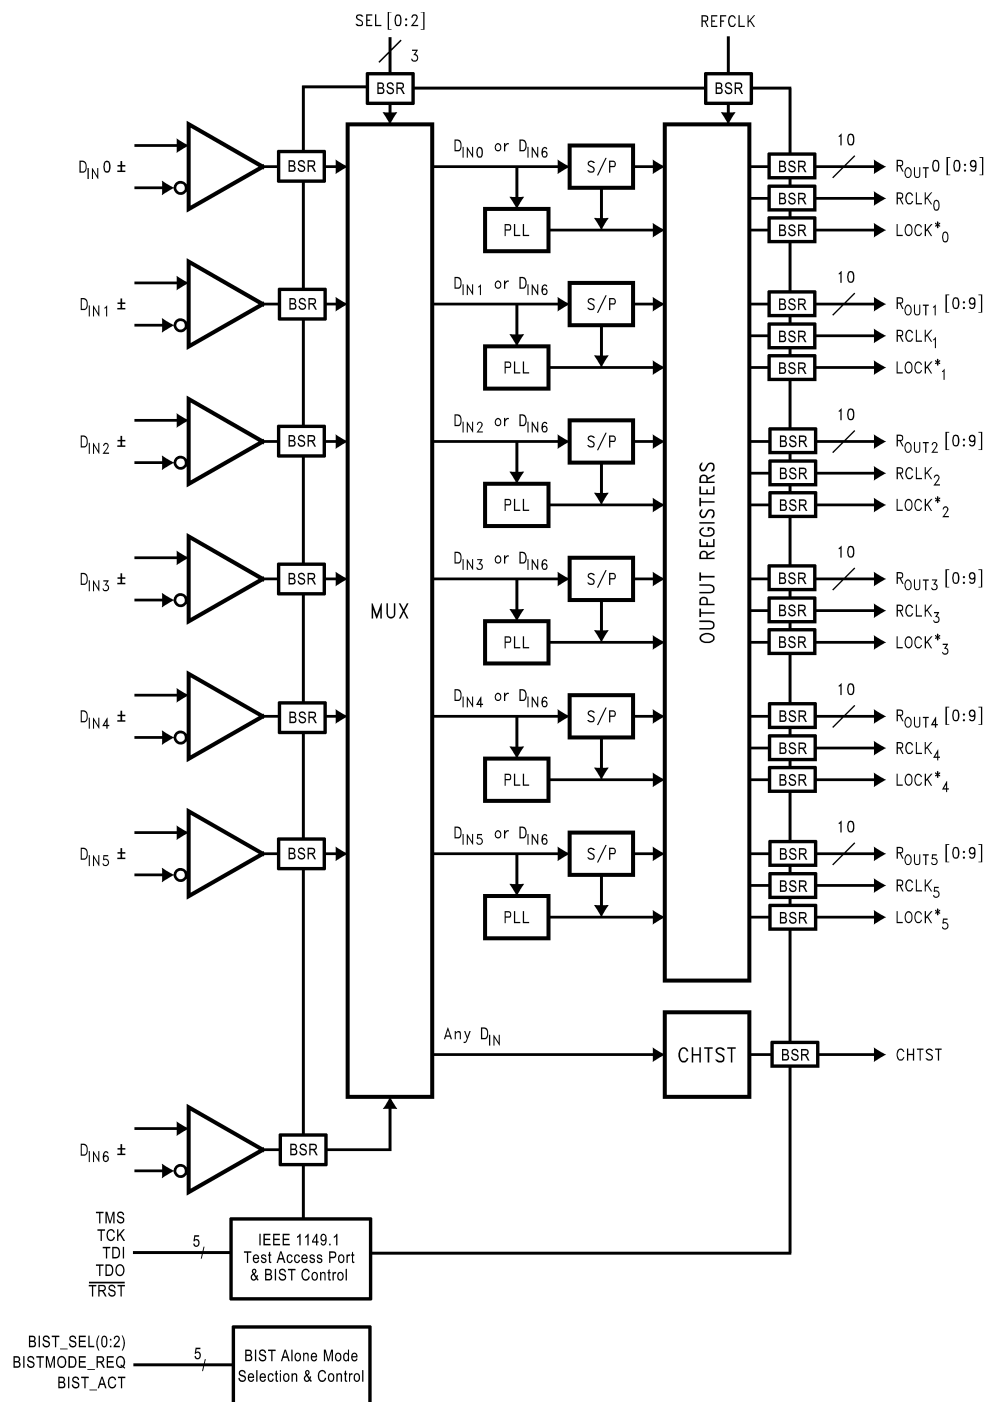 SEL [0:2]
REFCLK
3
BSR
BSR
D_IN 0 ±
BSR
D_IN0 or D_IN6
S/P
PLL
BSR
10
R_OUT 0 [0:9]
BSR
RCLK_0
BSR
LOCK*_0
D_IN1 ±
BSR
D_IN1 or D_IN6
S/P
PLL
BSR
10
R_OUT1 [0:9]
BSR
RCLK_1
BSR
LOCK*_1
D_IN2 ±
BSR
D_IN2 or D_IN6
S/P
PLL
BSR
10
R_OUT2 [0:9]
BSR
RCLK_2
BSR
LOCK*_2
D_IN3 ±
BSR
MUX
D_IN3 or D_IN6
S/P
PLL
OUTPUT REGISTERS
BSR
10
R_OUT3 [0:9]
BSR
RCLK_3
BSR
LOCK*_3
D_IN4 ±
BSR
D_IN4 or D_IN6
S/P
PLL
BSR
10
R_OUT4 [0:9]
BSR
RCLK_4
BSR
LOCK*_4
D_IN5 ±
BSR
D_IN5 or D_IN6
S/P
PLL
BSR
10
R_OUT5 [0:9]
BSR
RCLK_5
BSR
LOCK*_5
Any D_IN
CHTST
BSR
CHTST
D_IN6 ±
BSR
TMS
TCK
TDI
TDO
TRST
5
IEEE 1149.1
Test Access Port
& BIST Control
BIST_SEL(0:2)
BISTMODE_REQ
BIST_ACT
5
BIST Alone Mode
Selection & Control